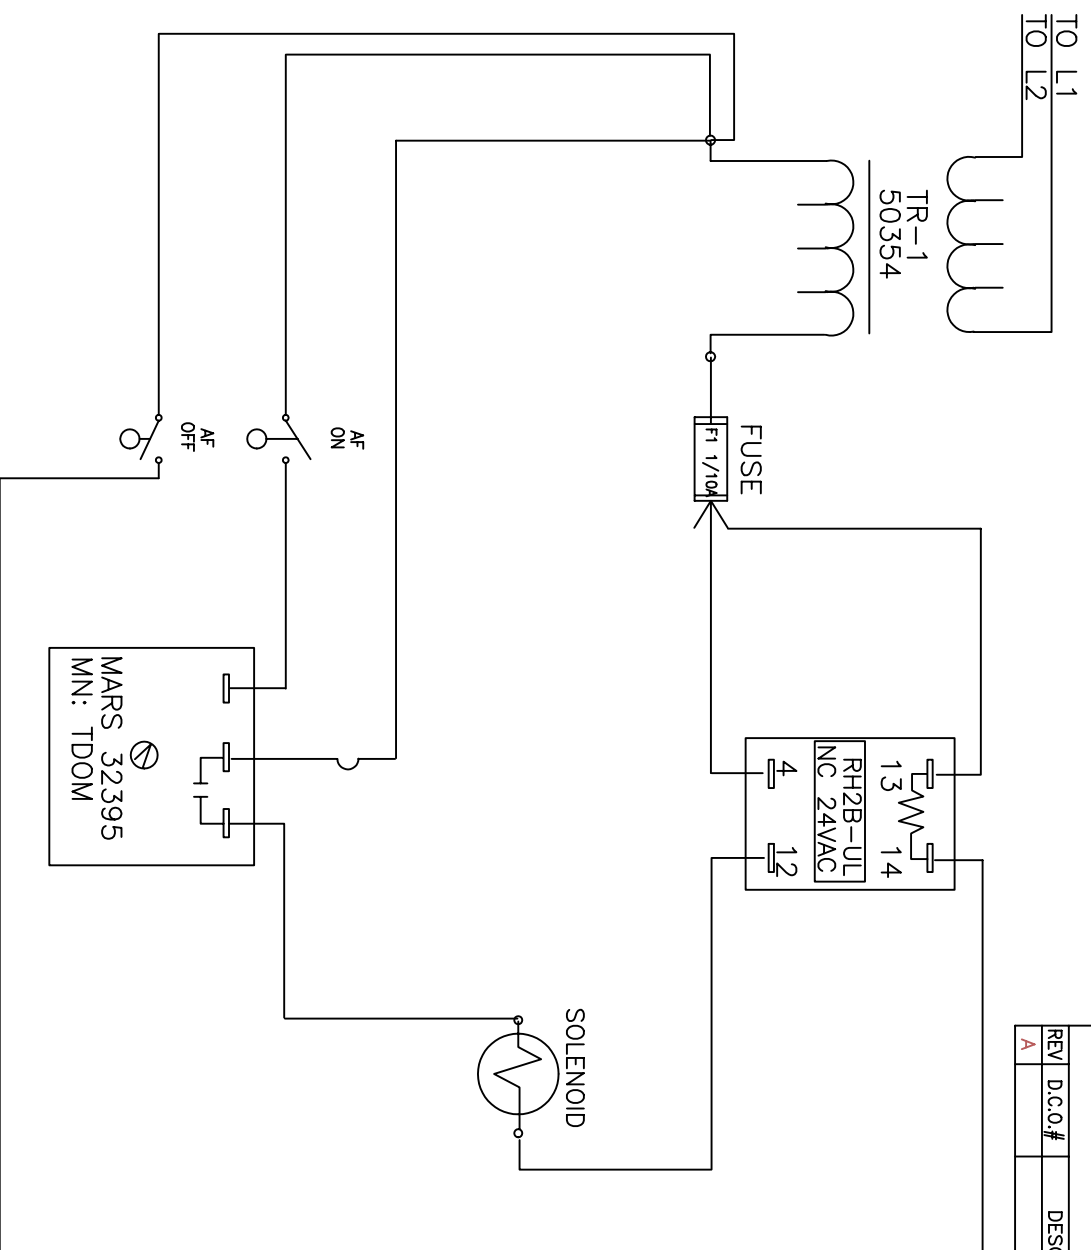 TO L1
TO L2
TR-1
50354
FUSE
F1 1/10A
AF
ON
AF
OFF
MARS 32395
MN: TDOM
13
14
RH2B-UL
NC 24VAC
4
12
SOLENOID
REV D.C.O.#
A